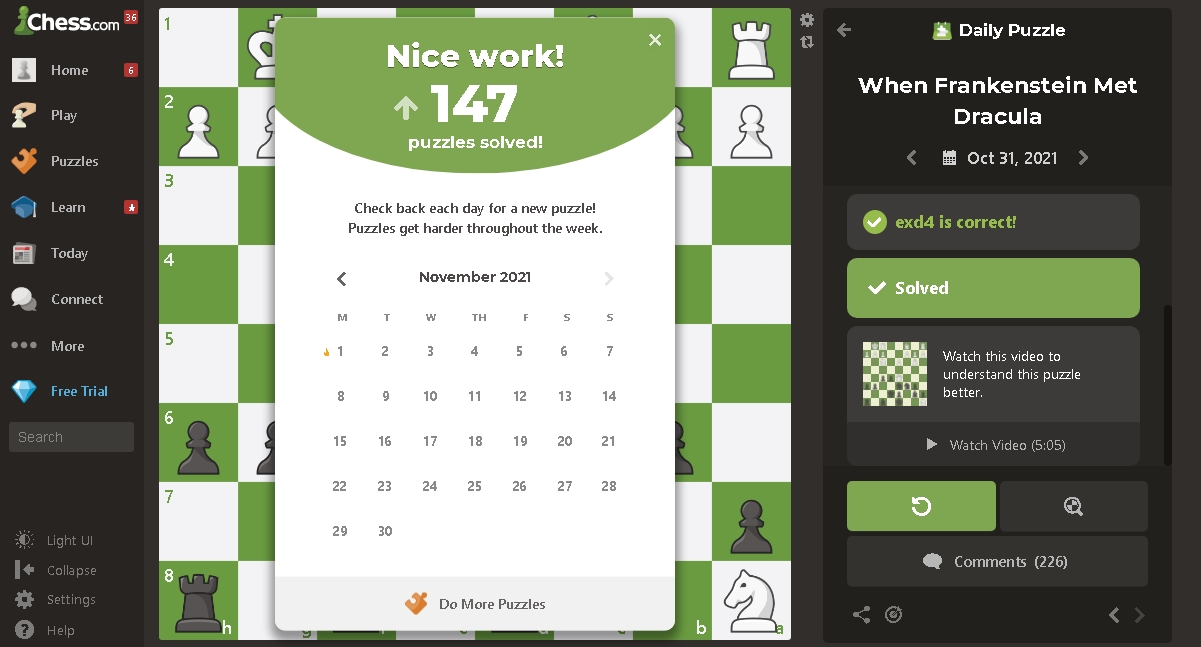 Chess.com 36
Home 6
Play
Puzzles
Learn
Today
Connect
More
Free Trial
Search
Light UI
Collapse
Settings
Help
1
2
3
4
5
6
7
8
h
g
b
a
Nice work!
147
puzzles solved!
Check back each day for a new puzzle!
Puzzles get harder throughout the week.
November 2021
M T W TH F S S
1 2 3 4 5 6 7
8 9 10 11 12 13 14
15 16 17 18 19 20 21
22 23 24 25 26 27 28
29 30
Do More Puzzles
Daily Puzzle
When Frankenstein Met
Dracula
Oct 31, 2021
exd4 is correct!
Solved
Watch this video to
understand this puzzle
better.
Watch Video (5:05)
Comments (226)